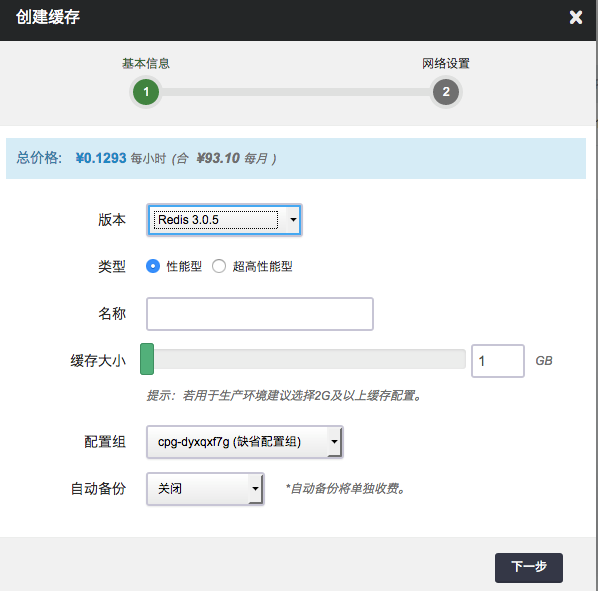 创建缓存
基本信息 网络设置
1 2
总价格: ¥0.1293 每小时 (合 ¥93.10 每月 )
版本 Redis 3.0.5
类型 性能型 超高性能型
名称
缓存大小 1 GB
提示：若用于生产环境建议选择2G及以上缓存配置。
配置组 cpg-dyxqxf7g (缺省配置组)
自动备份 关闭 *自动备份将单独收费。
下一步